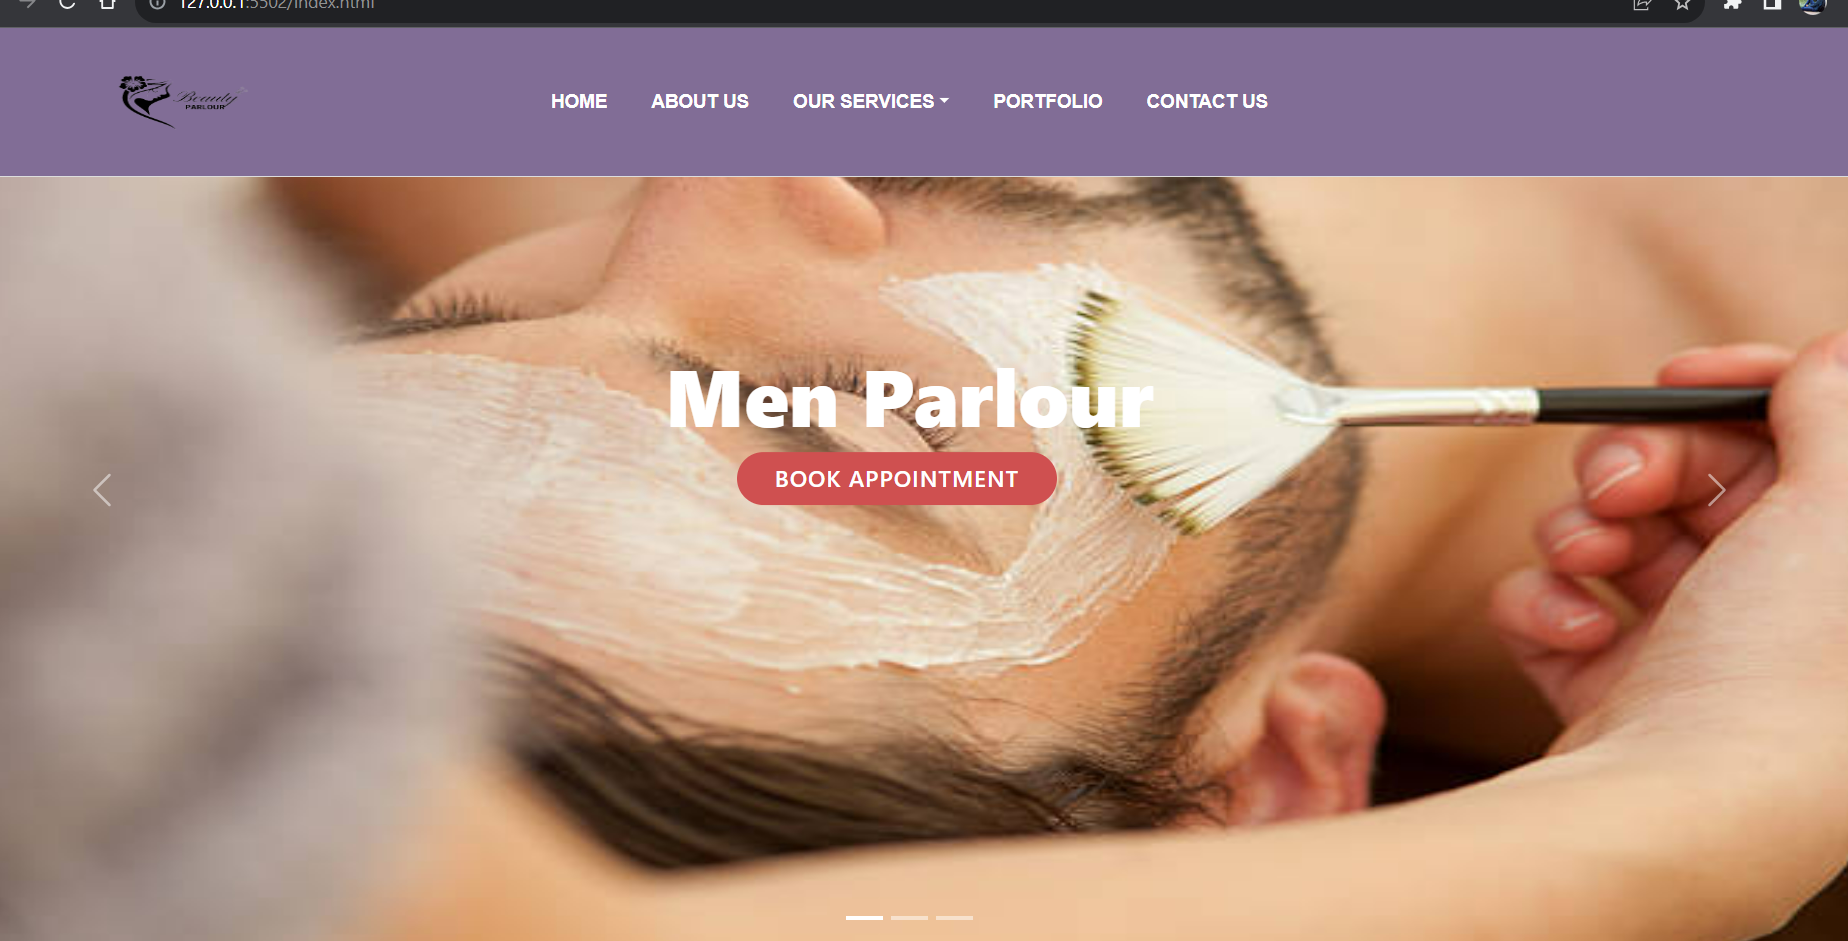 127.0.0.1:5502/index.html
Beauty
PARLOUR
HOME ABOUT US OUR SERVICES PORTFOLIO CONTACT US
Men Parlour
BOOK APPOINTMENT